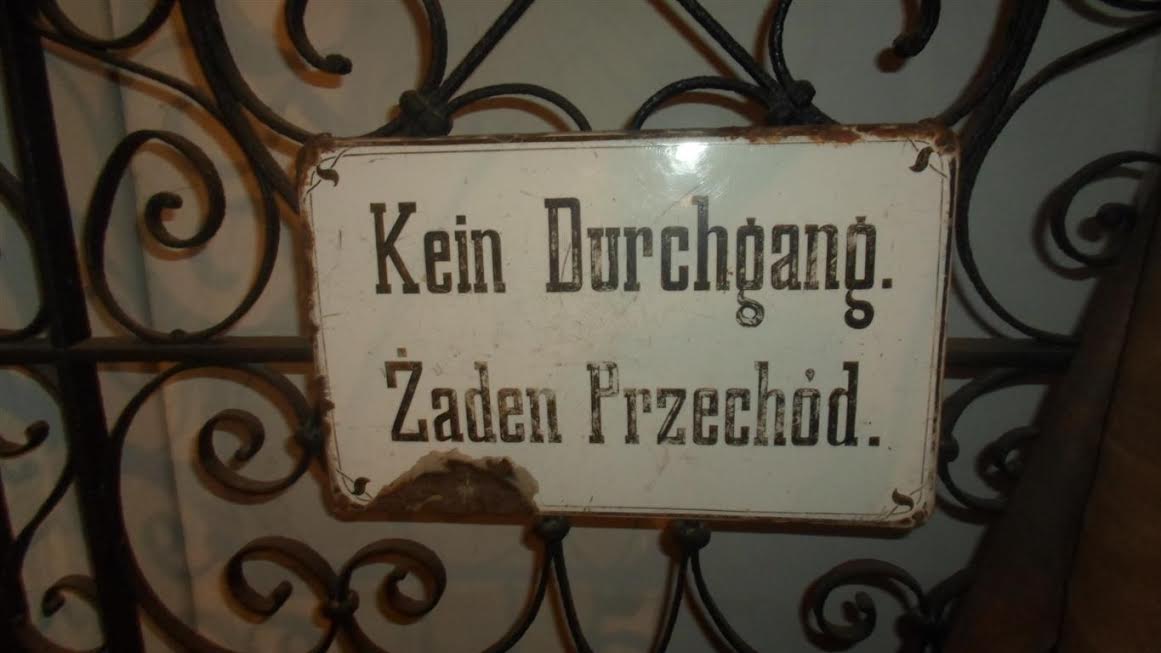 Kein Durchgang.
Żaden Przechód.